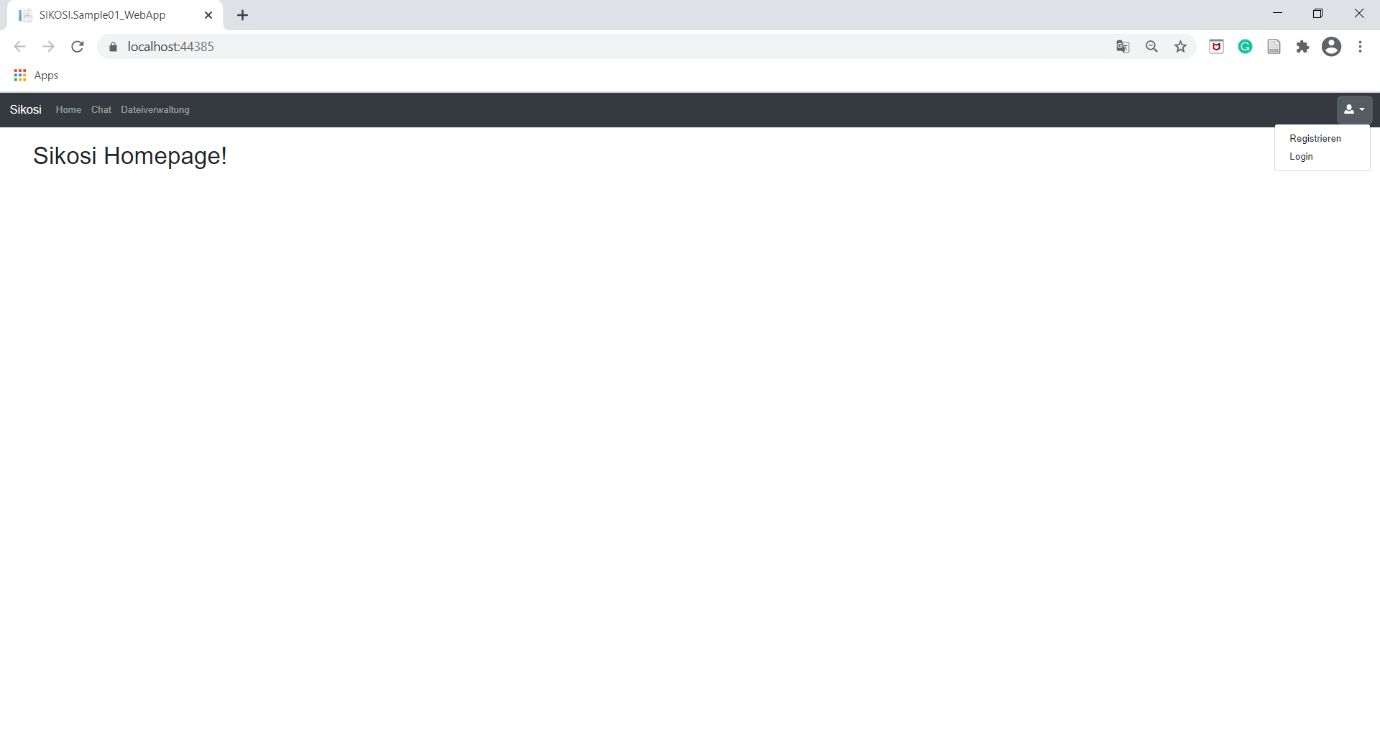 SIKOSI.Sample01_WebApp
localhost:44385
Apps
Sikosi Home Chat Dateiverwaltung
Registrieren
Login
Sikosi Homepage!